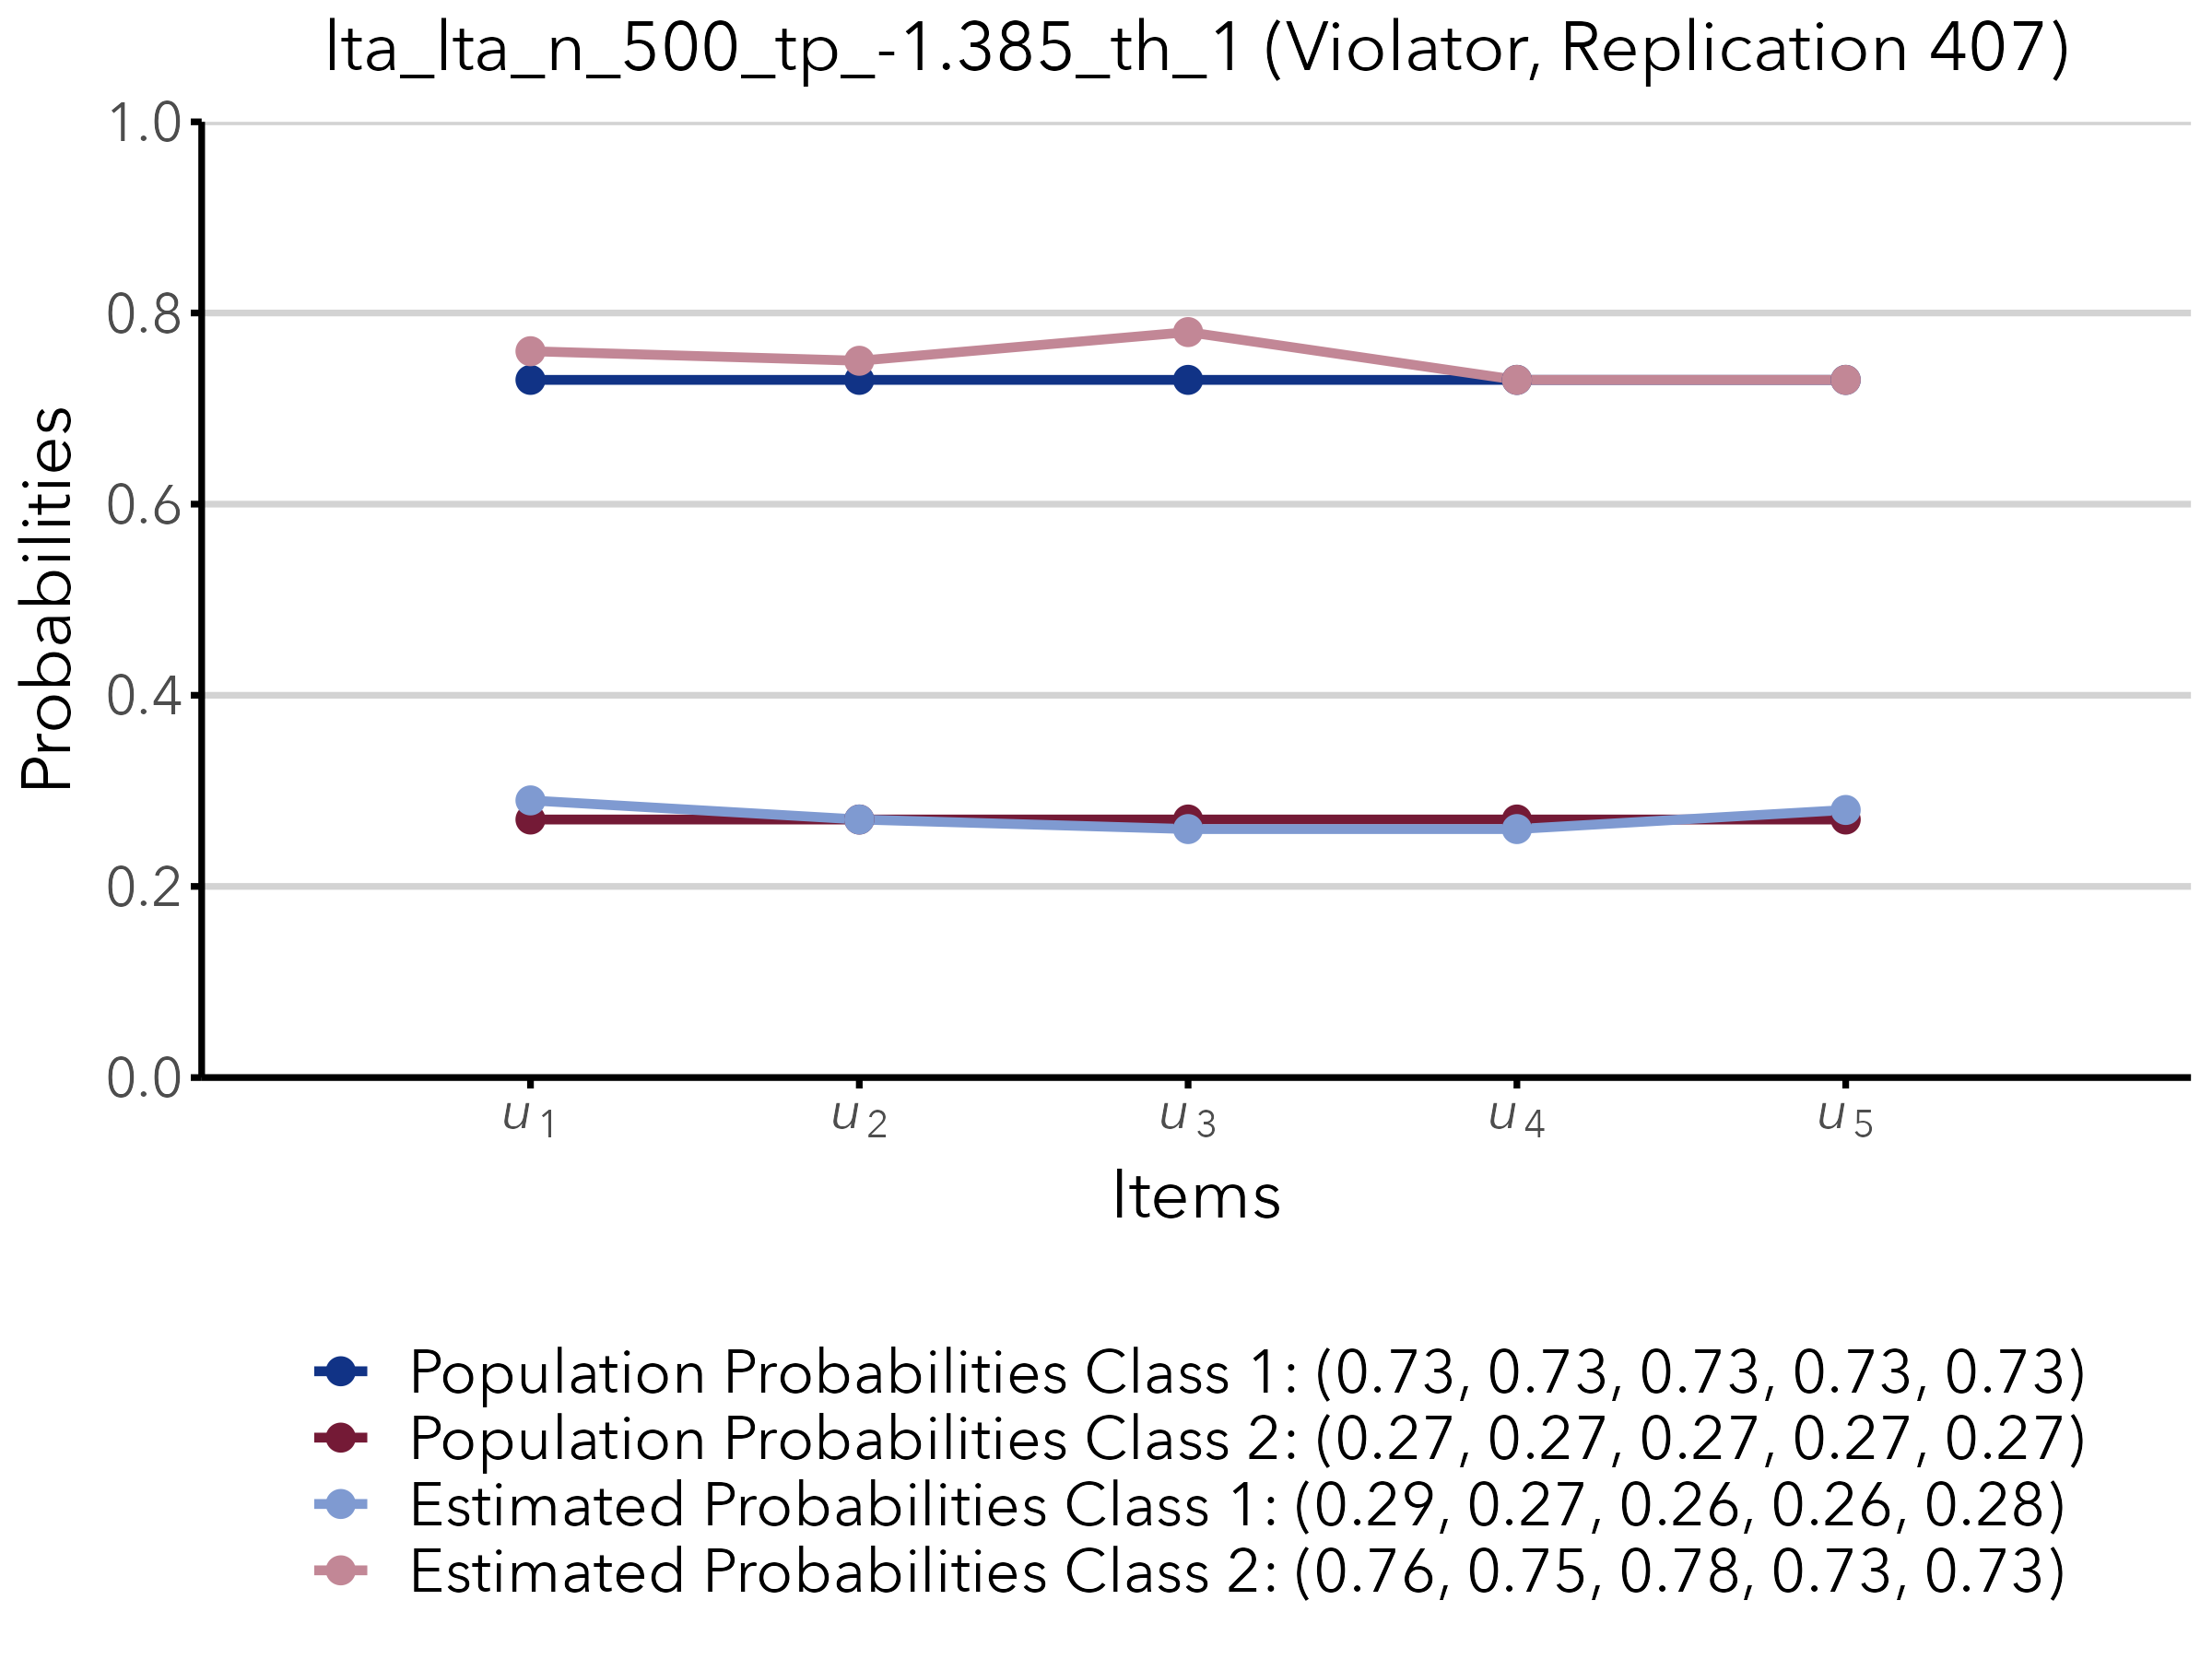 lta_lta_n_500_tp_-1.385_th_1 (Violator, Replication 407)
1.0
0.8
0.6
0.4
0.2
0.0
Probabilities
u1
u2
u3
u4
u5
Items
Population Probabilities Class 1: (0.73, 0.73, 0.73, 0.73, 0.73)
Population Probabilities Class 2: (0.27, 0.27, 0.27, 0.27, 0.27)
Estimated Probabilities Class 1: (0.29, 0.27, 0.26, 0.26, 0.28)
Estimated Probabilities Class 2: (0.76, 0.75, 0.78, 0.73, 0.73)